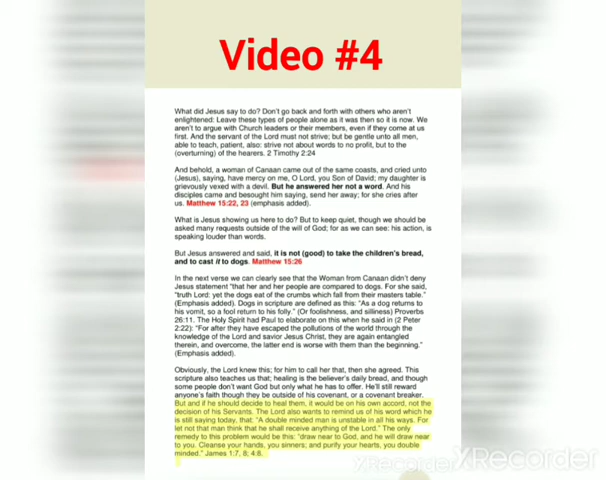 Video #4
What did Jesus say to do? Don't go back and forth with others who aren't
enlightened: Leave these types of people alone as it was then so it is now. We
aren't to argue with Church leaders or their members, even if they come at us
first. And the servant of the Lord must not strive; but be gentle unto all men,
able to teach, patient, also: strive not about words to no profit, but to the
(overturning) of the hearers. 2 Timothy 2:24
And behold, a woman of Canaan came out of the same coasts, and cried unto
(Jesus), saying, have mercy on me, O Lord, you Son of David; my daughter is
grievously vexed with a devil. But he answered her not a word. And his
disciples came and besought him saying, send her away; for she cries after
us. Matthew 15:22, 23 (emphasis added).
What is Jesus showing us here to do? But to keep quiet, though we should be
asked many requests outside of the will of God; for as we can see: his action, is
speaking louder than words.
But Jesus answered and said, it is not (good) to take the children's bread,
and to cast it to dogs. Matthew 15:26
In the next verse we can clearly see that the Woman from Canaan didn't deny
Jesus statement "that her and her people are compared to dogs. For she said,
"truth Lord: yet the dogs eat of the crumbs which fall from their masters table."
(Emphasis added). Dogs in scripture are defined as this: "As a dog returns to
his vomit, so a fool return to his folly." (Or foolishness, and silliness) Proverbs
26:11. The Holy Spirit had Paul to elaborate on this when he said in (2 Peter
2:22): "For after they have escaped the pollutions of the world through the
knowledge of the Lord and savior Jesus Christ, they are again entangled
therein, and overcome, the latter end is worse with them than the beginning."
(Emphasis added).
Obviously, the Lord knew this; for him to call her that, then she agreed. This
scripture also teaches us that; healing is the believer's daily bread, and though
some people don't want God but only what he has to offer. He'll still reward
anyone's faith though they be outside of his covenant, or a covenant breaker.
But and if he should decide to heal them, it would be on his own accord, not the
decision of his Servants. The Lord also wants to remind us of his word which he
is still saying today, that: "A double minded man is unstable in all his ways. For
let not that man think that he shall receive anything of the Lord." The only
remedy to this problem would be this: "draw near to God, and he will draw near
to you. Cleanse your hands, you sinners; and purify your hearts, you double
minded." James 1:7, 8; 4:8.
XRecorder
XRecorder